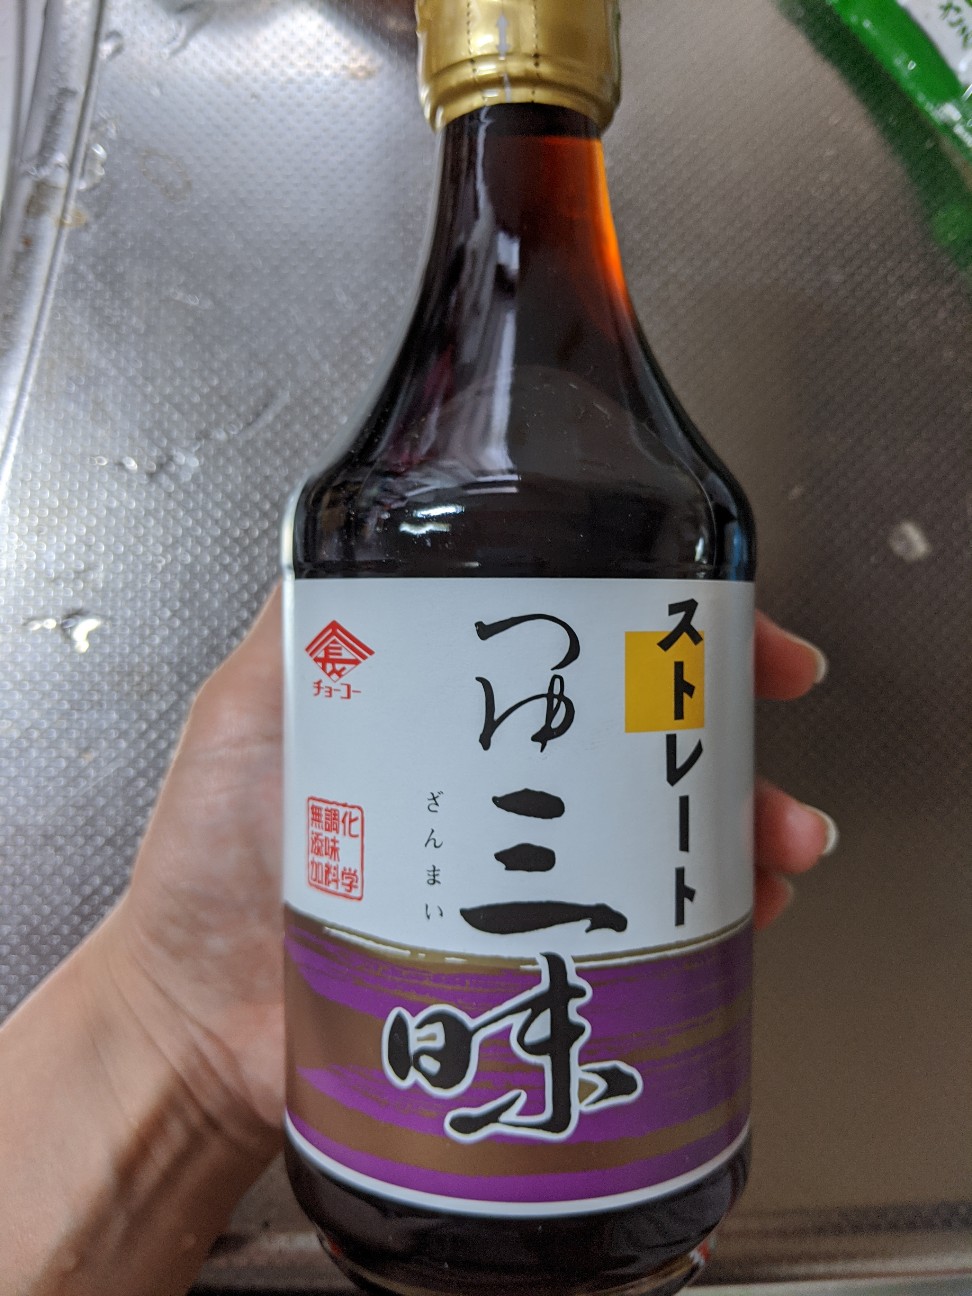 ストレート
つゆ三昧
ざんまい
長
チョーコー
化学
調味料
無添加